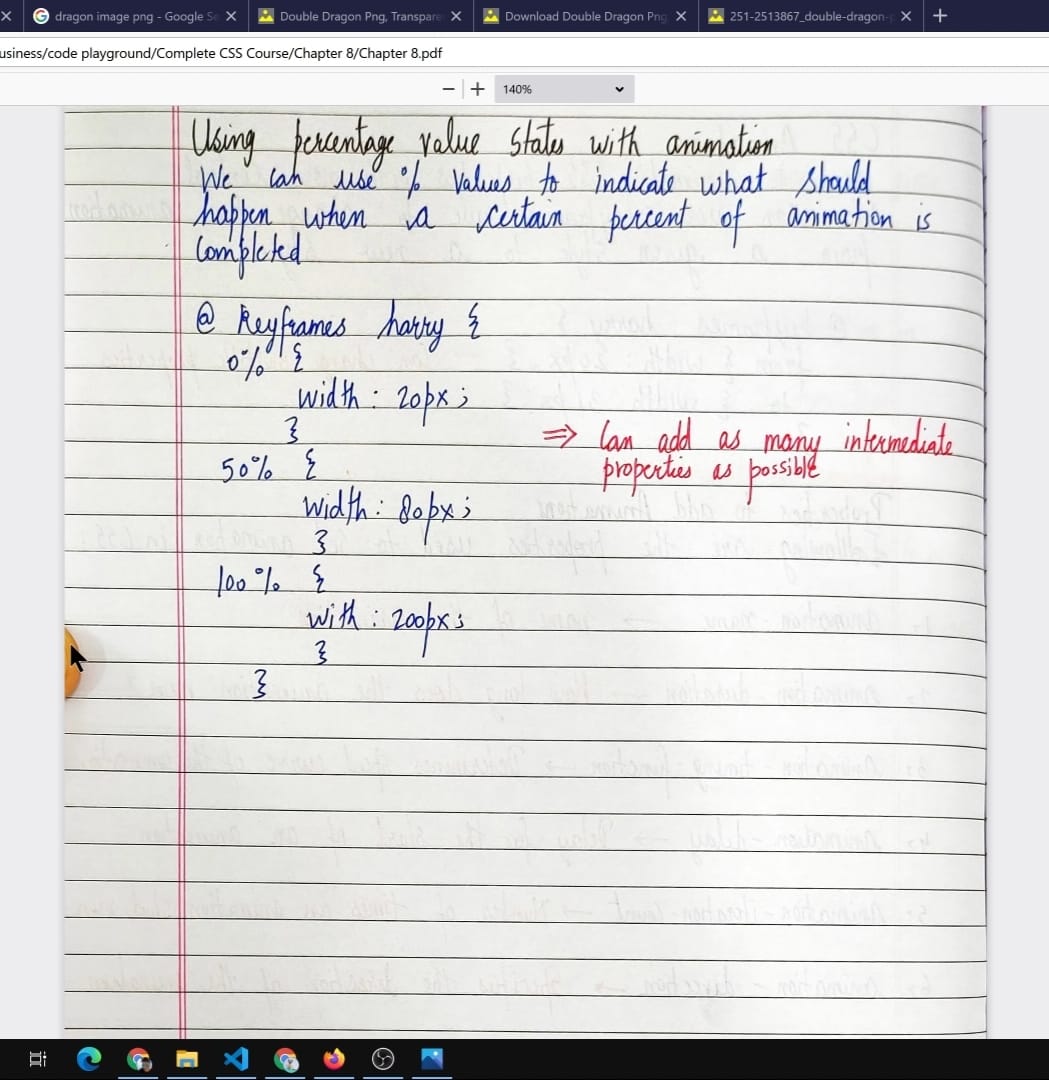 dragon image png - Google Se
Double Dragon Png, Transpare
Download Double Dragon Png
251-2513867_double-dragon-p
usiness/code playground/Complete CSS Course/Chapter 8/Chapter 8.pdf
140%
Using percentage value States with animation
We can use % Values to indicate what should
happen when a certain percent of animation is
Completed
@ Keyframes harry {
0% {
width : 20px ;
}
50% {
width : 80px ;
}
100% {
with : 200px ;
}
}
⇒ Can add as many intermediate
properties as possible